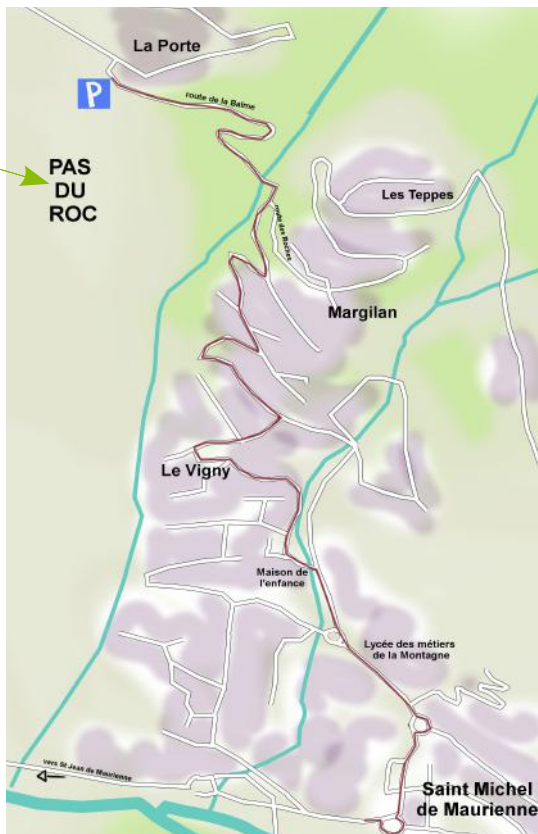 La Porte
P
route de la Balme
PAS
DU
ROC
Les Teppes
route des Roches
Margilan
Le Vigny
Maison de
l'enfance
Lycée des métiers
de la Montagne
vers St Jean de Maurienne
Saint Michel
de Maurienne